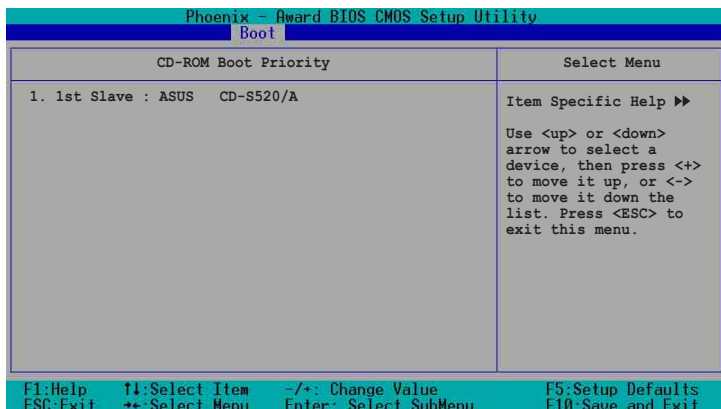 Phoenix - Award BIOS CMOS Setup Utility
Boot
CD-ROM Boot Priority
Select Menu
1. 1st Slave : ASUS CD-S520/A
Item Specific Help ▶▶
Use <up> or <down>
arrow to select a
device, then press <+>
to move it up, or <->
to move it down the
list. Press <ESC> to
exit this menu.
F1:Help ↑↓:Select Item -/+: Change Value F5:Setup Defaults
ESC:Exit →←:Select Menu Enter: Select SubMenu F10:Save and Exit